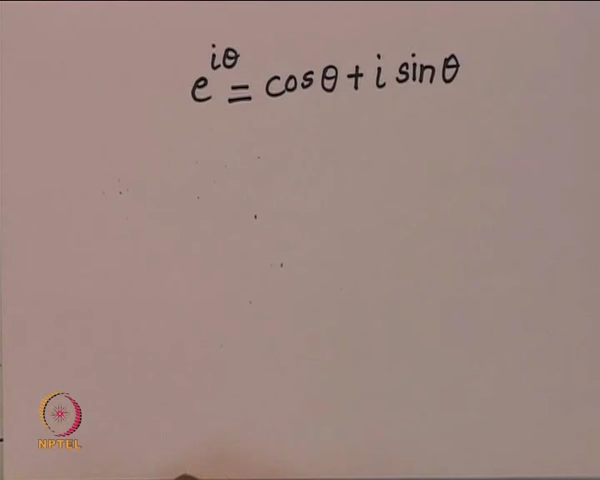 e^{iθ} = cosθ + i sinθ
NPTEL